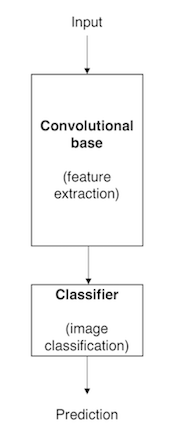 Input
Convolutional
base
(feature
extraction)
Classifier
(image
classification)
Prediction